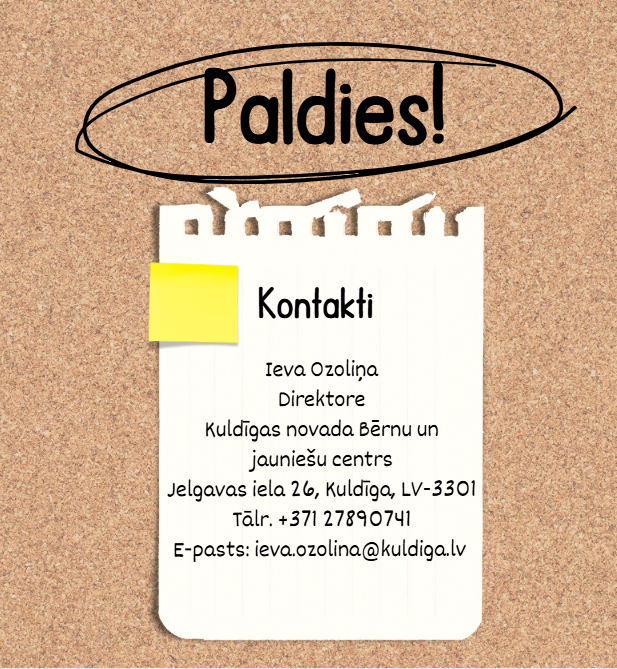 Paldies!
Kontakti
Ieva Ozoliņa
Direktore
Kuldīgas novada Bērnu un
jauniešu centrs
Jelgavas iela 26, Kuldīga, LV-3301
Tālr. +371 27890741
E-pasts: ieva.ozolina@kuldiga.lv